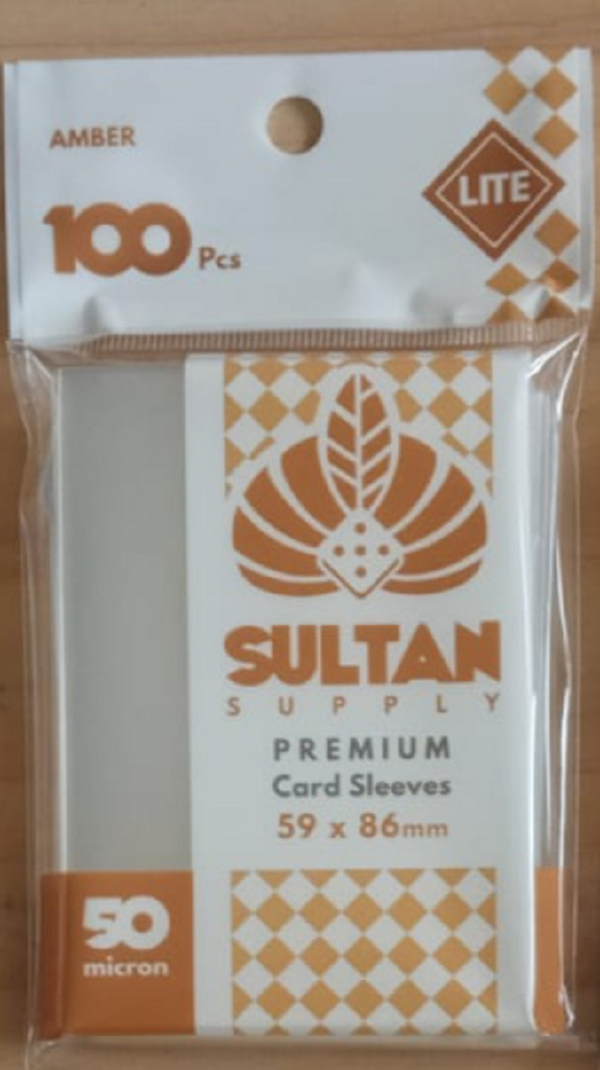 AMBER
100 Pcs
LITE
SULTAN
SUPPLY
PREMIUM
Card Sleeves
59 x 86mm
50
micron